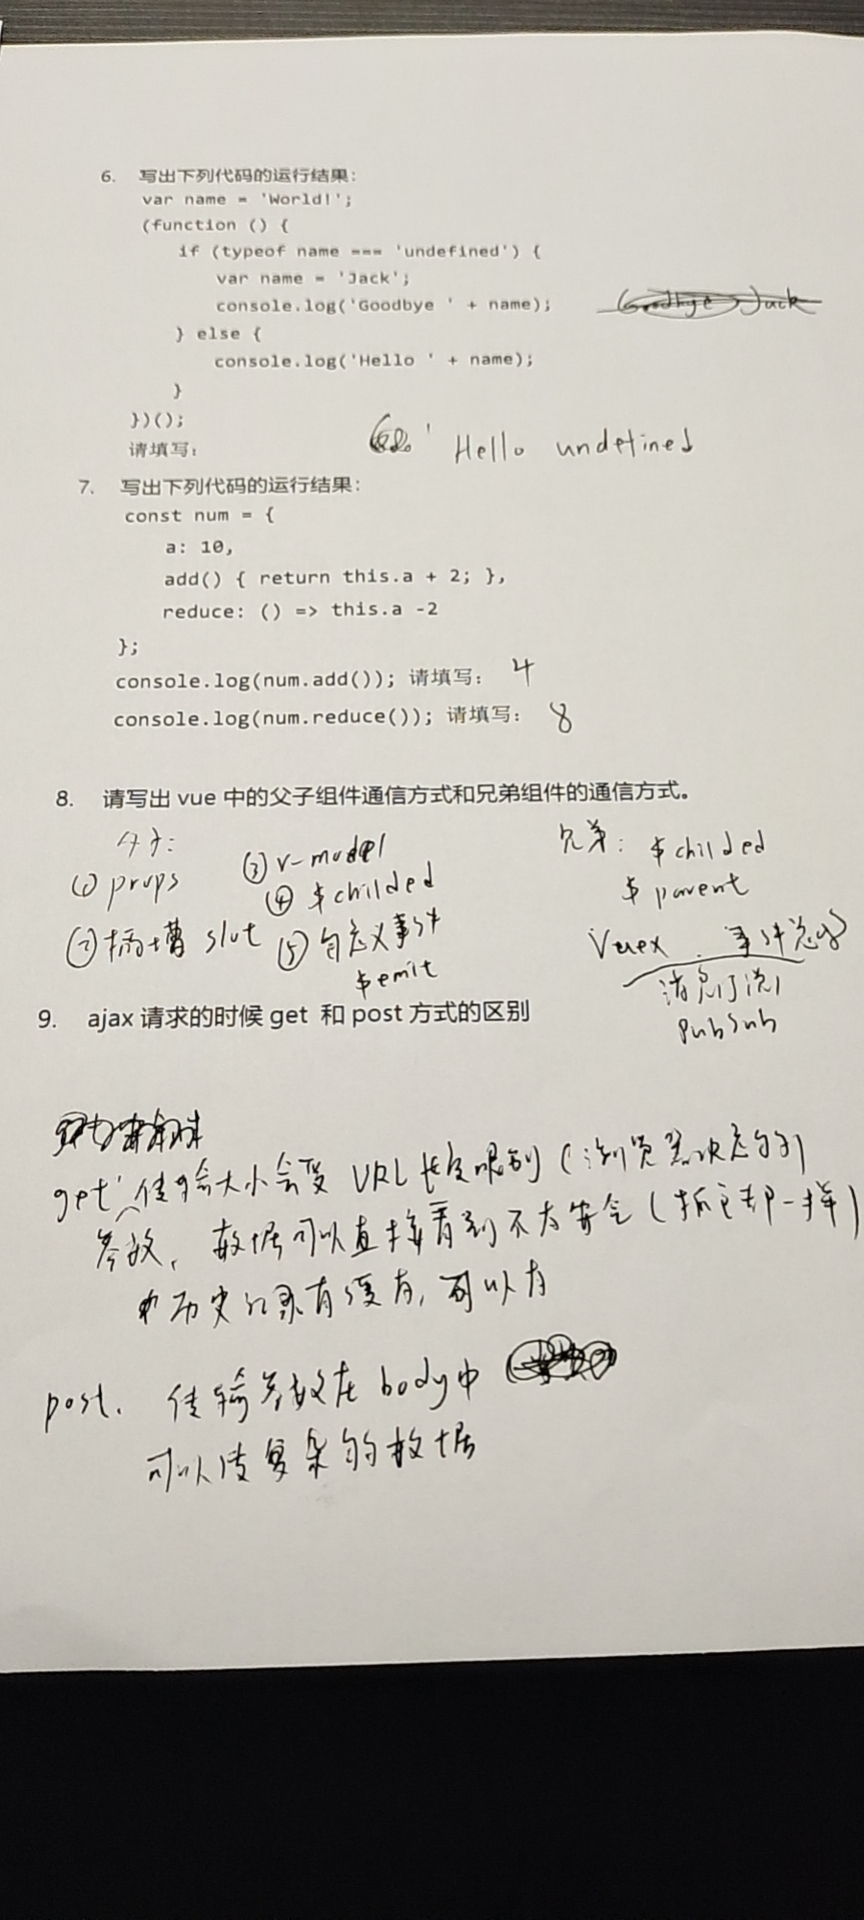 6. 写出下列代码的运行结果:
var name = 'World!';
(function () {
if (typeof name === 'undefined') {
var name = 'Jack';
console.log('Goodbye ' + name);
Goodbye Jack
} else {
console.log('Hello ' + name);
}
})();
请填写:
Hello undefined
7. 写出下列代码的运行结果:
const num = {
a: 10,
add() { return this.a + 2; },
reduce: () => this.a -2
};
console.log(num.add()); 请填写: 4
console.log(num.reduce()); 请填写: 8
8. 请写出 vue 中的父子组件通信方式和兄弟组件的通信方式。
父子:
① props
② 插槽 slot
③ v-model
④ $childed
⑤ 自定义事件
$emit
兄弟: $childed
$parent
Vuex 事件总线
消息订阅
PubSub
9. ajax 请求的时候 get 和 post 方式的区别
get 传输大小会受 URL 长度限制 (浏览器决定的)
参数, 数据可以直接看到不太安全 (抓包都一样)
历史记录有缓存, 可以
post. 传输参数在 body中
可以传复杂的数据